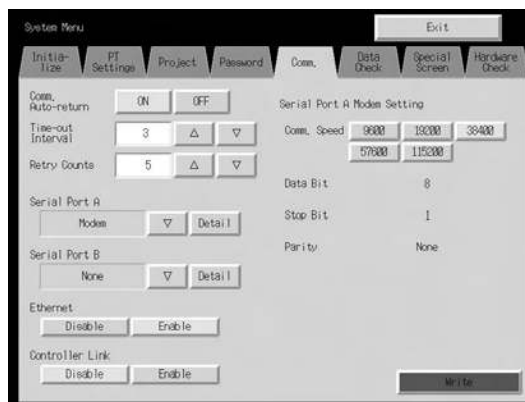 System Menu
Exit
Initia-
lize
PT
Settings
Project
Password
Comm.
Data
Check
Special
Screen
Hardware
Check
Comm.
Auto-return
ON
OFF
Time-out
Interval
3
△
▽
Retry Counts
5
△
▽
Serial Port A
Modem
▽
Detail
Serial Port B
None
▽
Detail
Ethernet
Disable
Enable
Controller Link
Disable
Enable
Serial Port A Modem Setting
Comm. Speed
9600
19200
38400
57600
115200
Data Bit
8
Stop Bit
1
Parity
None
Write